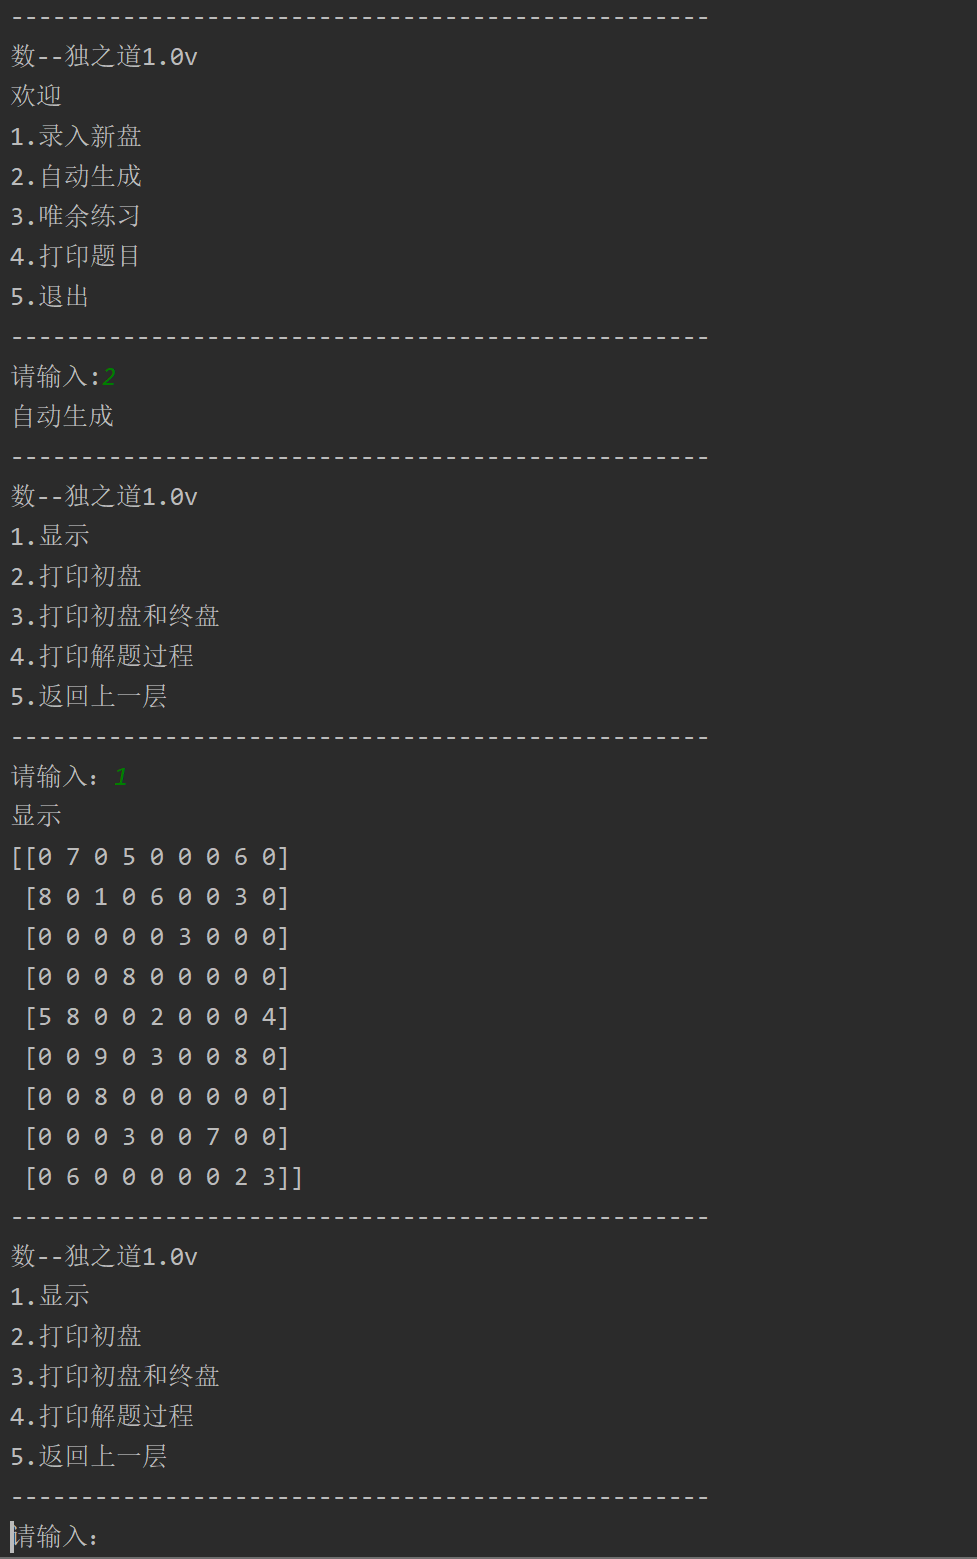 --------------------------------------------------
数--独之道1.0v
欢迎
1.录入新盘
2.自动生成
3.唯余练习
4.打印题目
5.退出
--------------------------------------------------
请输入:2
自动生成
--------------------------------------------------
数--独之道1.0v
1.显示
2.打印初盘
3.打印初盘和终盘
4.打印解题过程
5.返回上一层
--------------------------------------------------
请输入：1
显示
[[0 7 0 5 0 0 0 6 0]
 [8 0 1 0 6 0 0 3 0]
 [0 0 0 0 0 3 0 0 0]
 [0 0 0 8 0 0 0 0 0]
 [5 8 0 0 2 0 0 0 4]
 [0 0 9 0 3 0 0 8 0]
 [0 0 8 0 0 0 0 0 0]
 [0 0 0 3 0 0 7 0 0]
 [0 6 0 0 0 0 0 2 3]]
--------------------------------------------------
数--独之道1.0v
1.显示
2.打印初盘
3.打印初盘和终盘
4.打印解题过程
5.返回上一层
--------------------------------------------------
请输入：